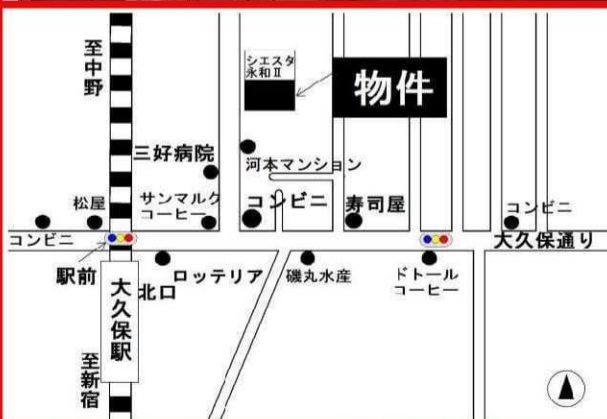 至中野
シエスタ
永和Ⅱ
物件
三好病院
河本マンション
松屋
サンマルク
コーヒー
コンビニ
寿司屋
コンビニ
コンビニ
大久保通り
駅前
北口
ロッテリア
磯丸水産
ドトール
コーヒー
大久保駅
至新宿